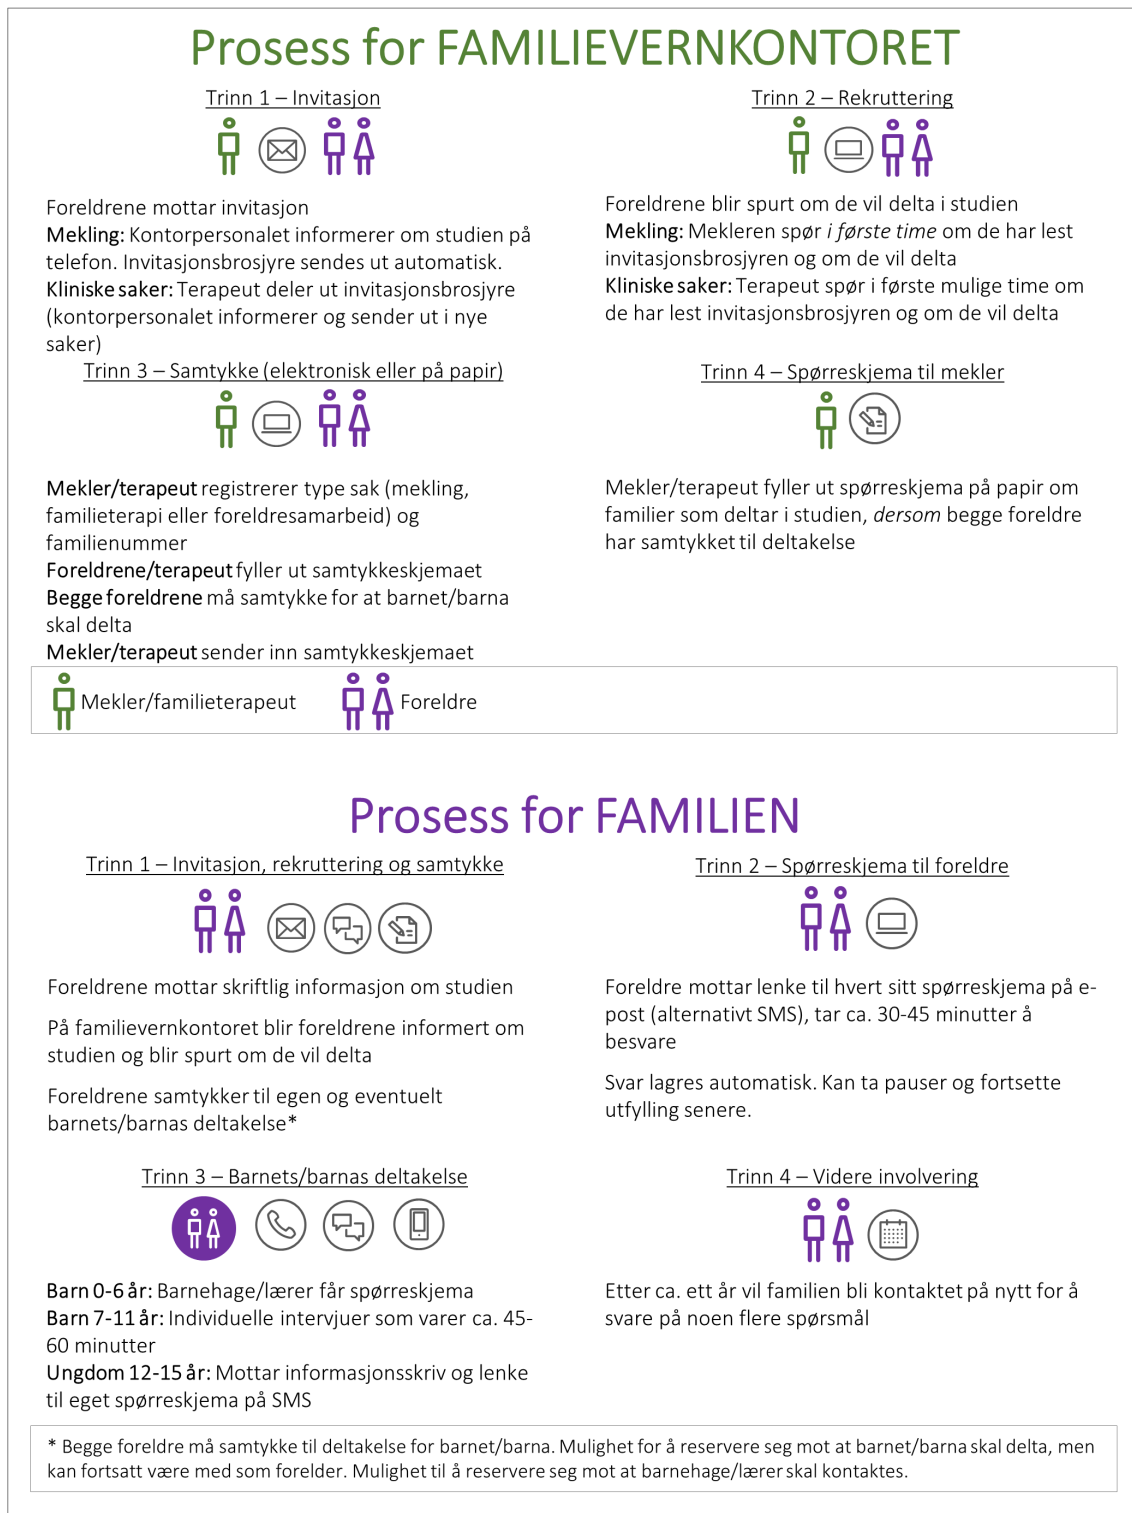 Prosess for FAMILIEVERNKONTORET
Trinn 1 – Invitasjon
Foreldrene mottar invitasjon
Mekling: Kontorpersonalet informerer om studien på
telefon. Invitasjonsbrosjyre sendes ut automatisk.
Kliniske saker: Terapeut deler ut invitasjonsbrosjyre
(kontorpersonalet informerer og sender ut i nye
saker)
Trinn 2 – Rekruttering
Foreldrene blir spurt om de vil delta i studien
Mekling: Mekleren spør i første time om de har lest
invitasjonsbrosjyren og om de vil delta
Kliniske saker: Terapeut spør i første mulige time om
de har lest invitasjonsbrosjyren og om de vil delta
Trinn 3 – Samtykke (elektronisk eller på papir)
Mekler/terapeut registrerer type sak (mekling,
familieterapi eller foreldresamarbeid) og
familienummer
Foreldrene/terapeut fyller ut samtykkeskjemaet
Begge foreldrene må samtykke for at barnet/barna
skal delta
Mekler/terapeut sender inn samtykkeskjemaet
Trinn 4 – Spørreskjema til mekler
Mekler/terapeut fyller ut spørreskjema på papir om
familier som deltar i studien, dersom begge foreldre
har samtykket til deltakelse
Mekler/familieterapeut
Foreldre
Prosess for FAMILIEN
Trinn 1 – Invitasjon, rekruttering og samtykke
Foreldrene mottar skriftlig informasjon om studien
På familievernkontoret blir foreldrene informert om
studien og blir spurt om de vil delta
Foreldrene samtykker til egen og eventuelt
barnets/barnas deltakelse*
Trinn 2 – Spørreskjema til foreldre
Foreldre mottar lenke til hvert sitt spørreskjema på e-
post (alternativt SMS), tar ca. 30-45 minutter å
besvare
Svar lagres automatisk. Kan ta pauser og fortsette
utfylling senere.
Trinn 3 – Barnets/barnas deltakelse
Barn 0-6 år: Barnehage/lærer får spørreskjema
Barn 7-11 år: Individuelle intervjuer som varer ca. 45-
60 minutter
Ungdom 12-15 år: Mottar informasjonsskriv og lenke
til eget spørreskjema på SMS
Trinn 4 – Videre involvering
Etter ca. ett år vil familien bli kontaktet på nytt for å
svare på noen flere spørsmål
* Begge foreldre må samtykke til deltakelse for barnet/barna. Mulighet for å reservere seg mot at barnet/barna skal delta, men
kan fortsatt være med som forelder. Mulighet til å reservere seg mot at barnehage/lærer skal kontaktes.